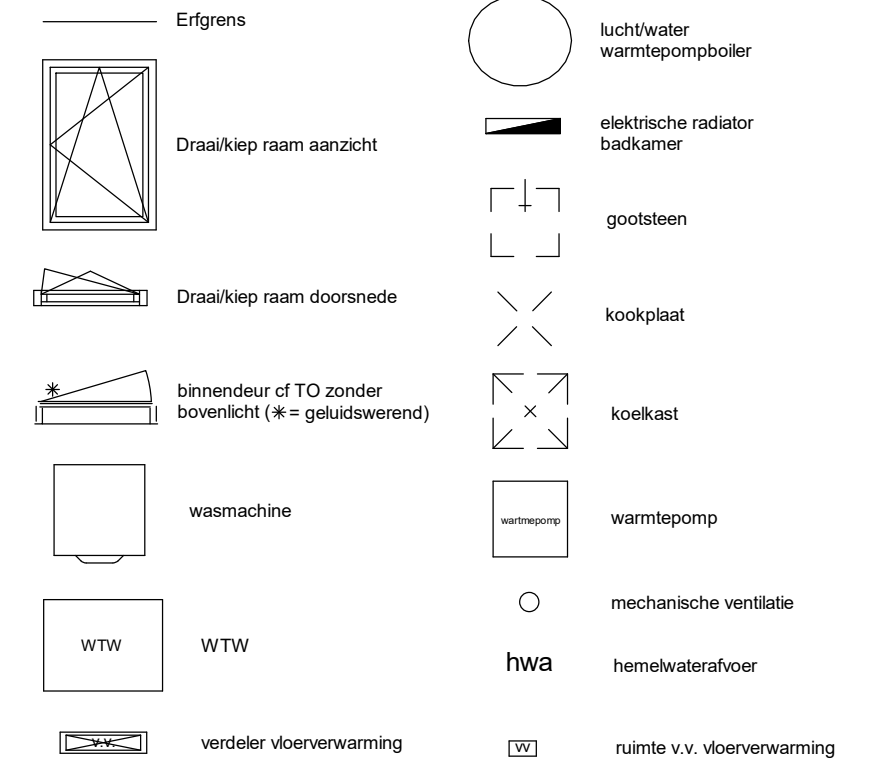 Erfgrens
Draai/kiep raam aanzicht
Draai/kiep raam doorsnede
binnendeur cf TO zonder
bovenlicht (✳= geluidswerend)
wasmachine
WTW
WTW
v.v.
verdeler vloerverwarming
lucht/water
warmtepompboiler
elektrische radiator
badkamer
gootsteen
kookplaat
koelkast
wartmepomp
warmtepomp
mechanische ventilatie
hwa
hemelwaterafvoer
vv
ruimte v.v. vloerverwarming